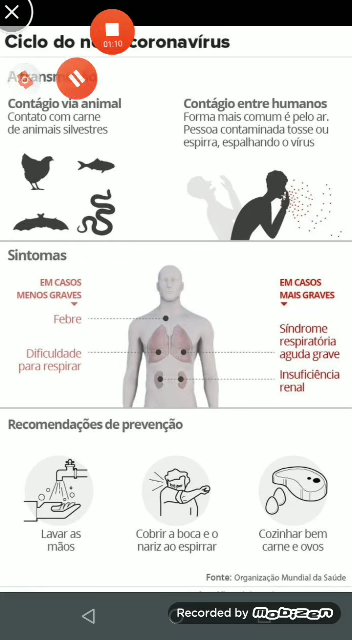 01:10
Ciclo do n coronavírus
Contágio via animal
Contato com carne
de animais silvestres
Contágio entre humanos
Forma mais comum é pelo ar.
Pessoa contaminada tosse ou
espirra, espalhando o vírus
Sintomas
EM CASOS
MENOS GRAVES
Febre
Dificuldade
para respirar
EM CASOS
MAIS GRAVES
Síndrome
respiratória
aguda grave
Insuficiência
renal
Recomendações de prevenção
Lavar as
mãos
Cobrir a boca e o
nariz ao espirrar
Cozinhar bem
carne e ovos
Fonte: Organização Mundial da Saúde
Recorded by Mobizen